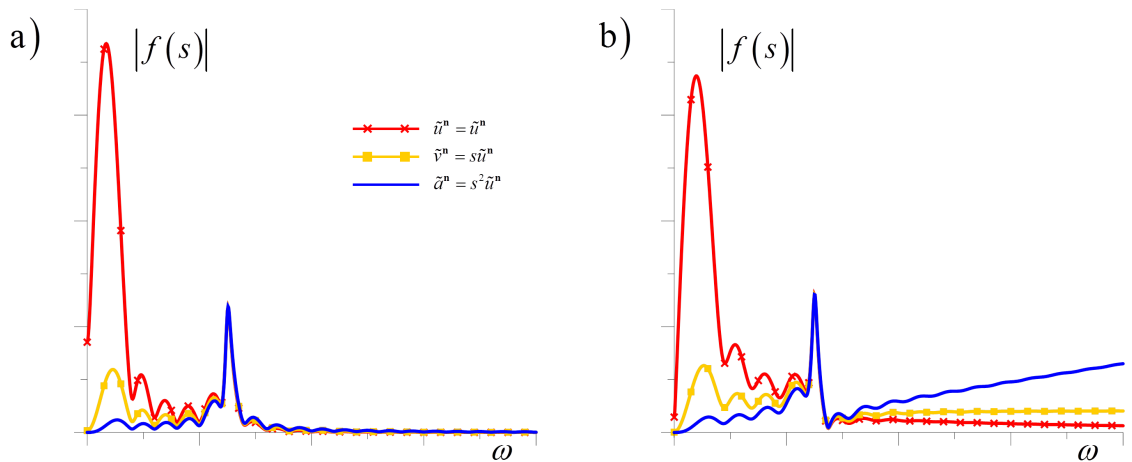 a)
|f(s)|
ũⁿ = ũⁿ
ṽⁿ = sũⁿ
ãⁿ = s²ũⁿ
ω
b)
|f(s)|
ω